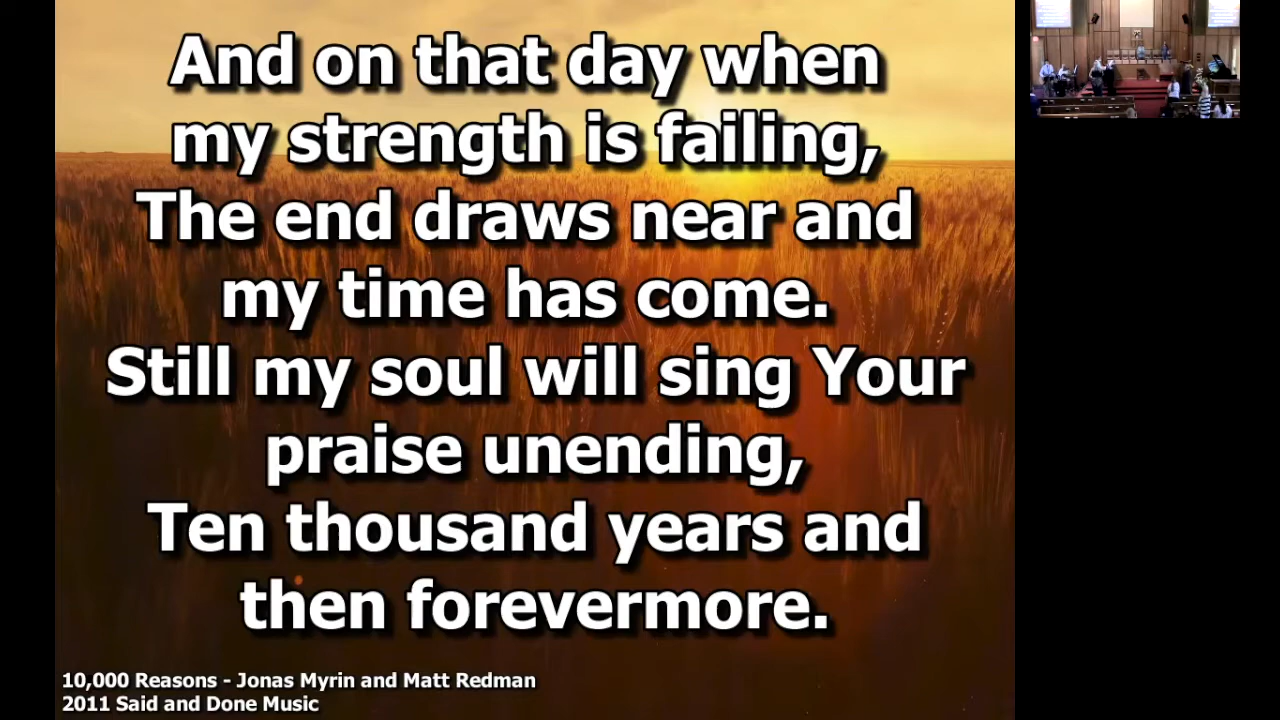 And on that day when
my strength is failing,
The end draws near and
my time has come.
Still my soul will sing Your
praise unending,
Ten thousand years and
then forevermore.
10,000 Reasons - Jonas Myrin and Matt Redman
2011 Said and Done Music